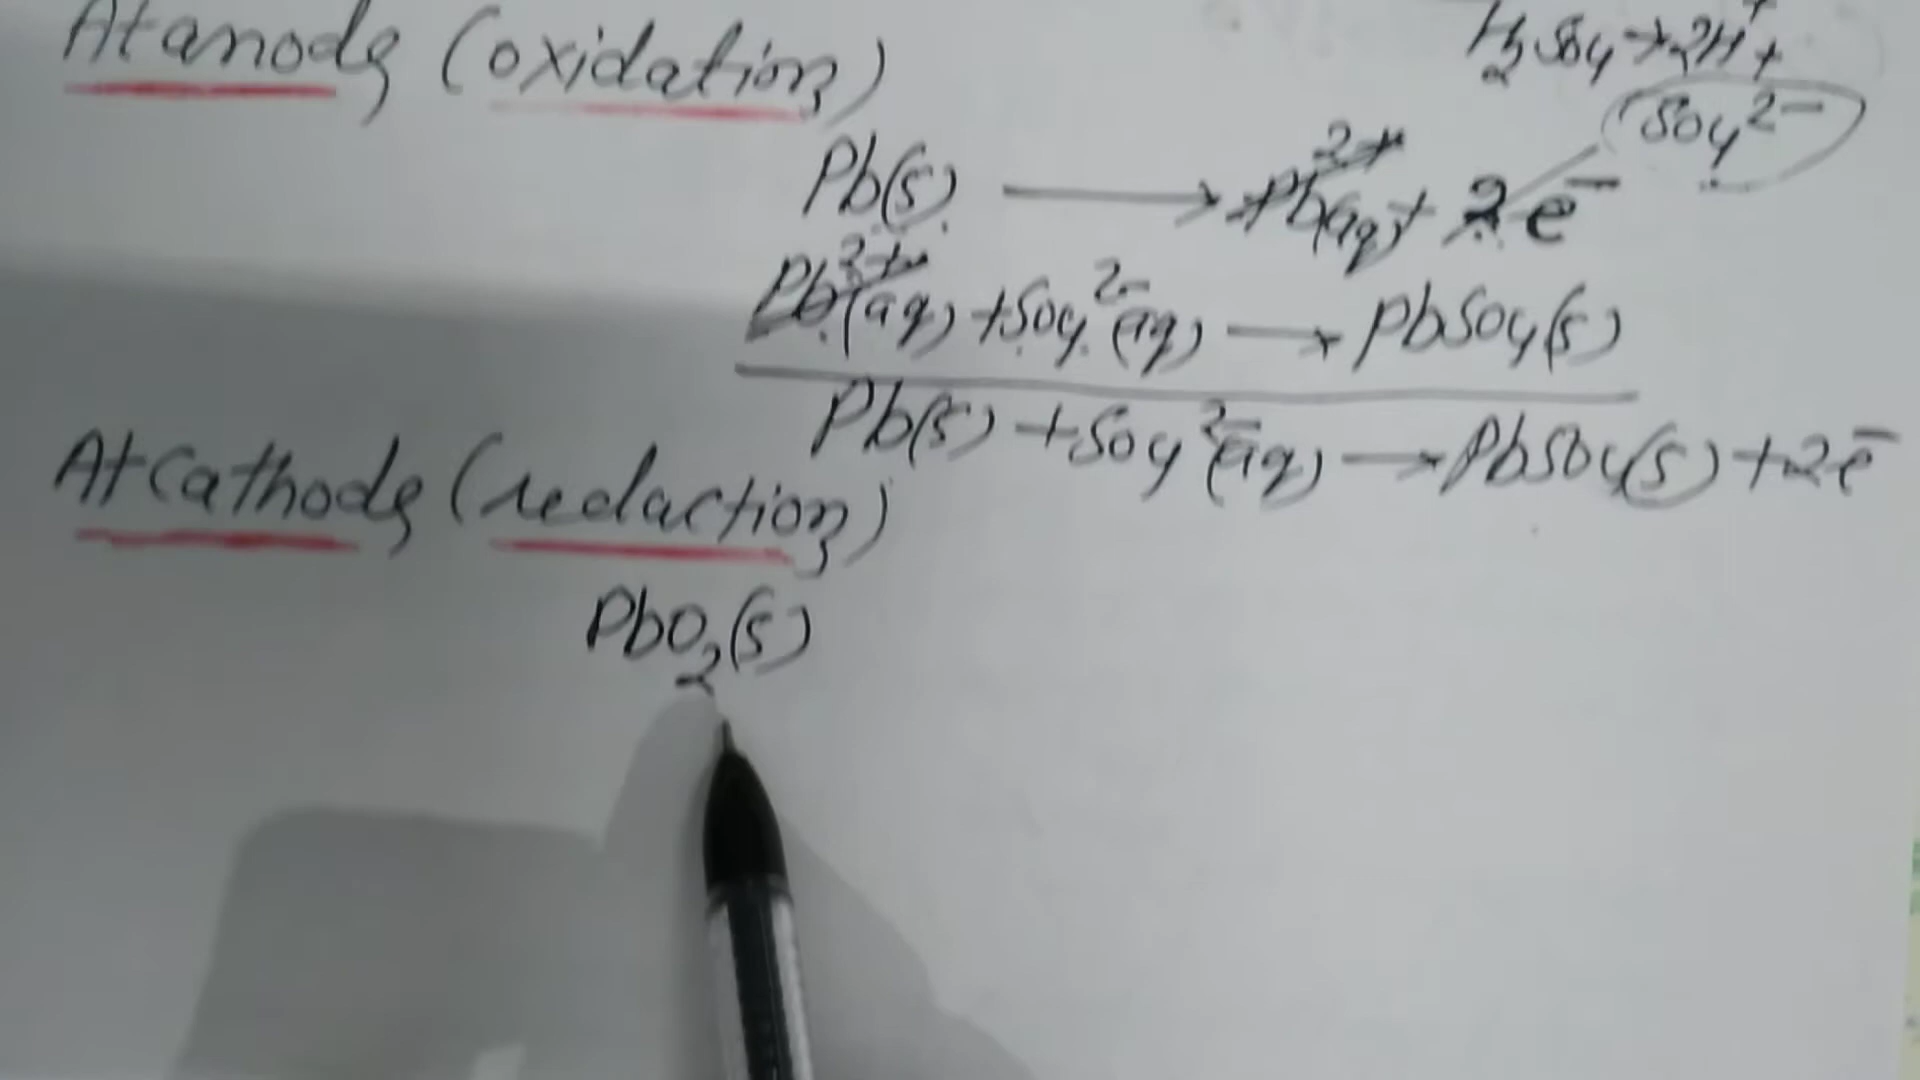 At anode (oxidation)
H2SO4 → 2H+ +
SO4 2-
Pb(s) → Pb2+(aq) + 2e-
Pb2+(aq) + SO4 2-(aq) → PbSO4(s)
Pb(s) + SO4 2-(aq) → PbSO4(s) + 2e-
At Cathode (reduction)
PbO2(s)